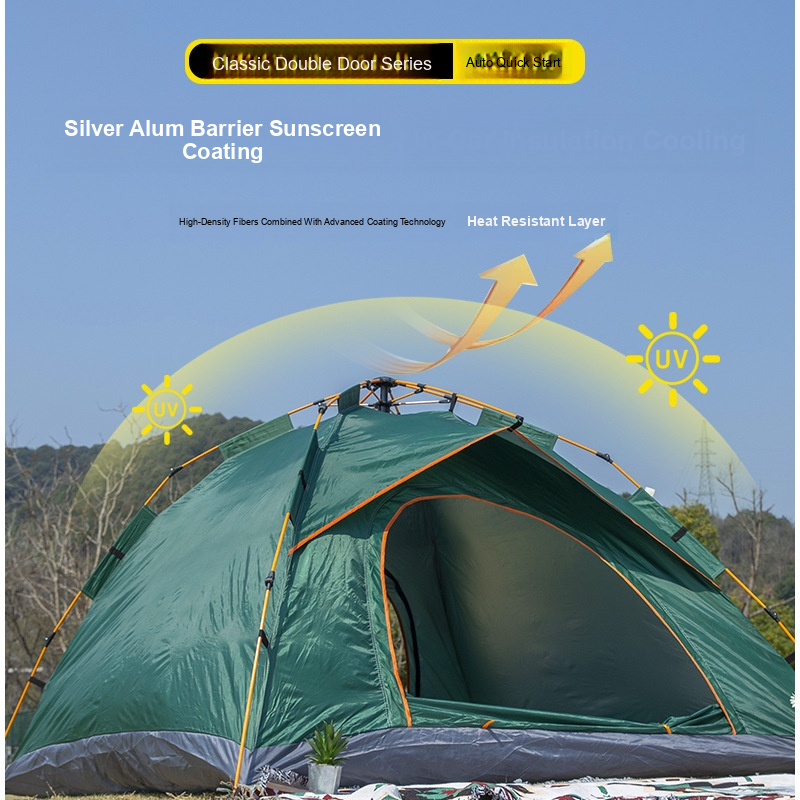 Classic Double Door Series
Auto Quick Start
Silver Alum Barrier Sunscreen
Coating
Cooling
High-Density Fibers Combined With Advanced Coating Technology
Heat Resistant Layer
UV
UV